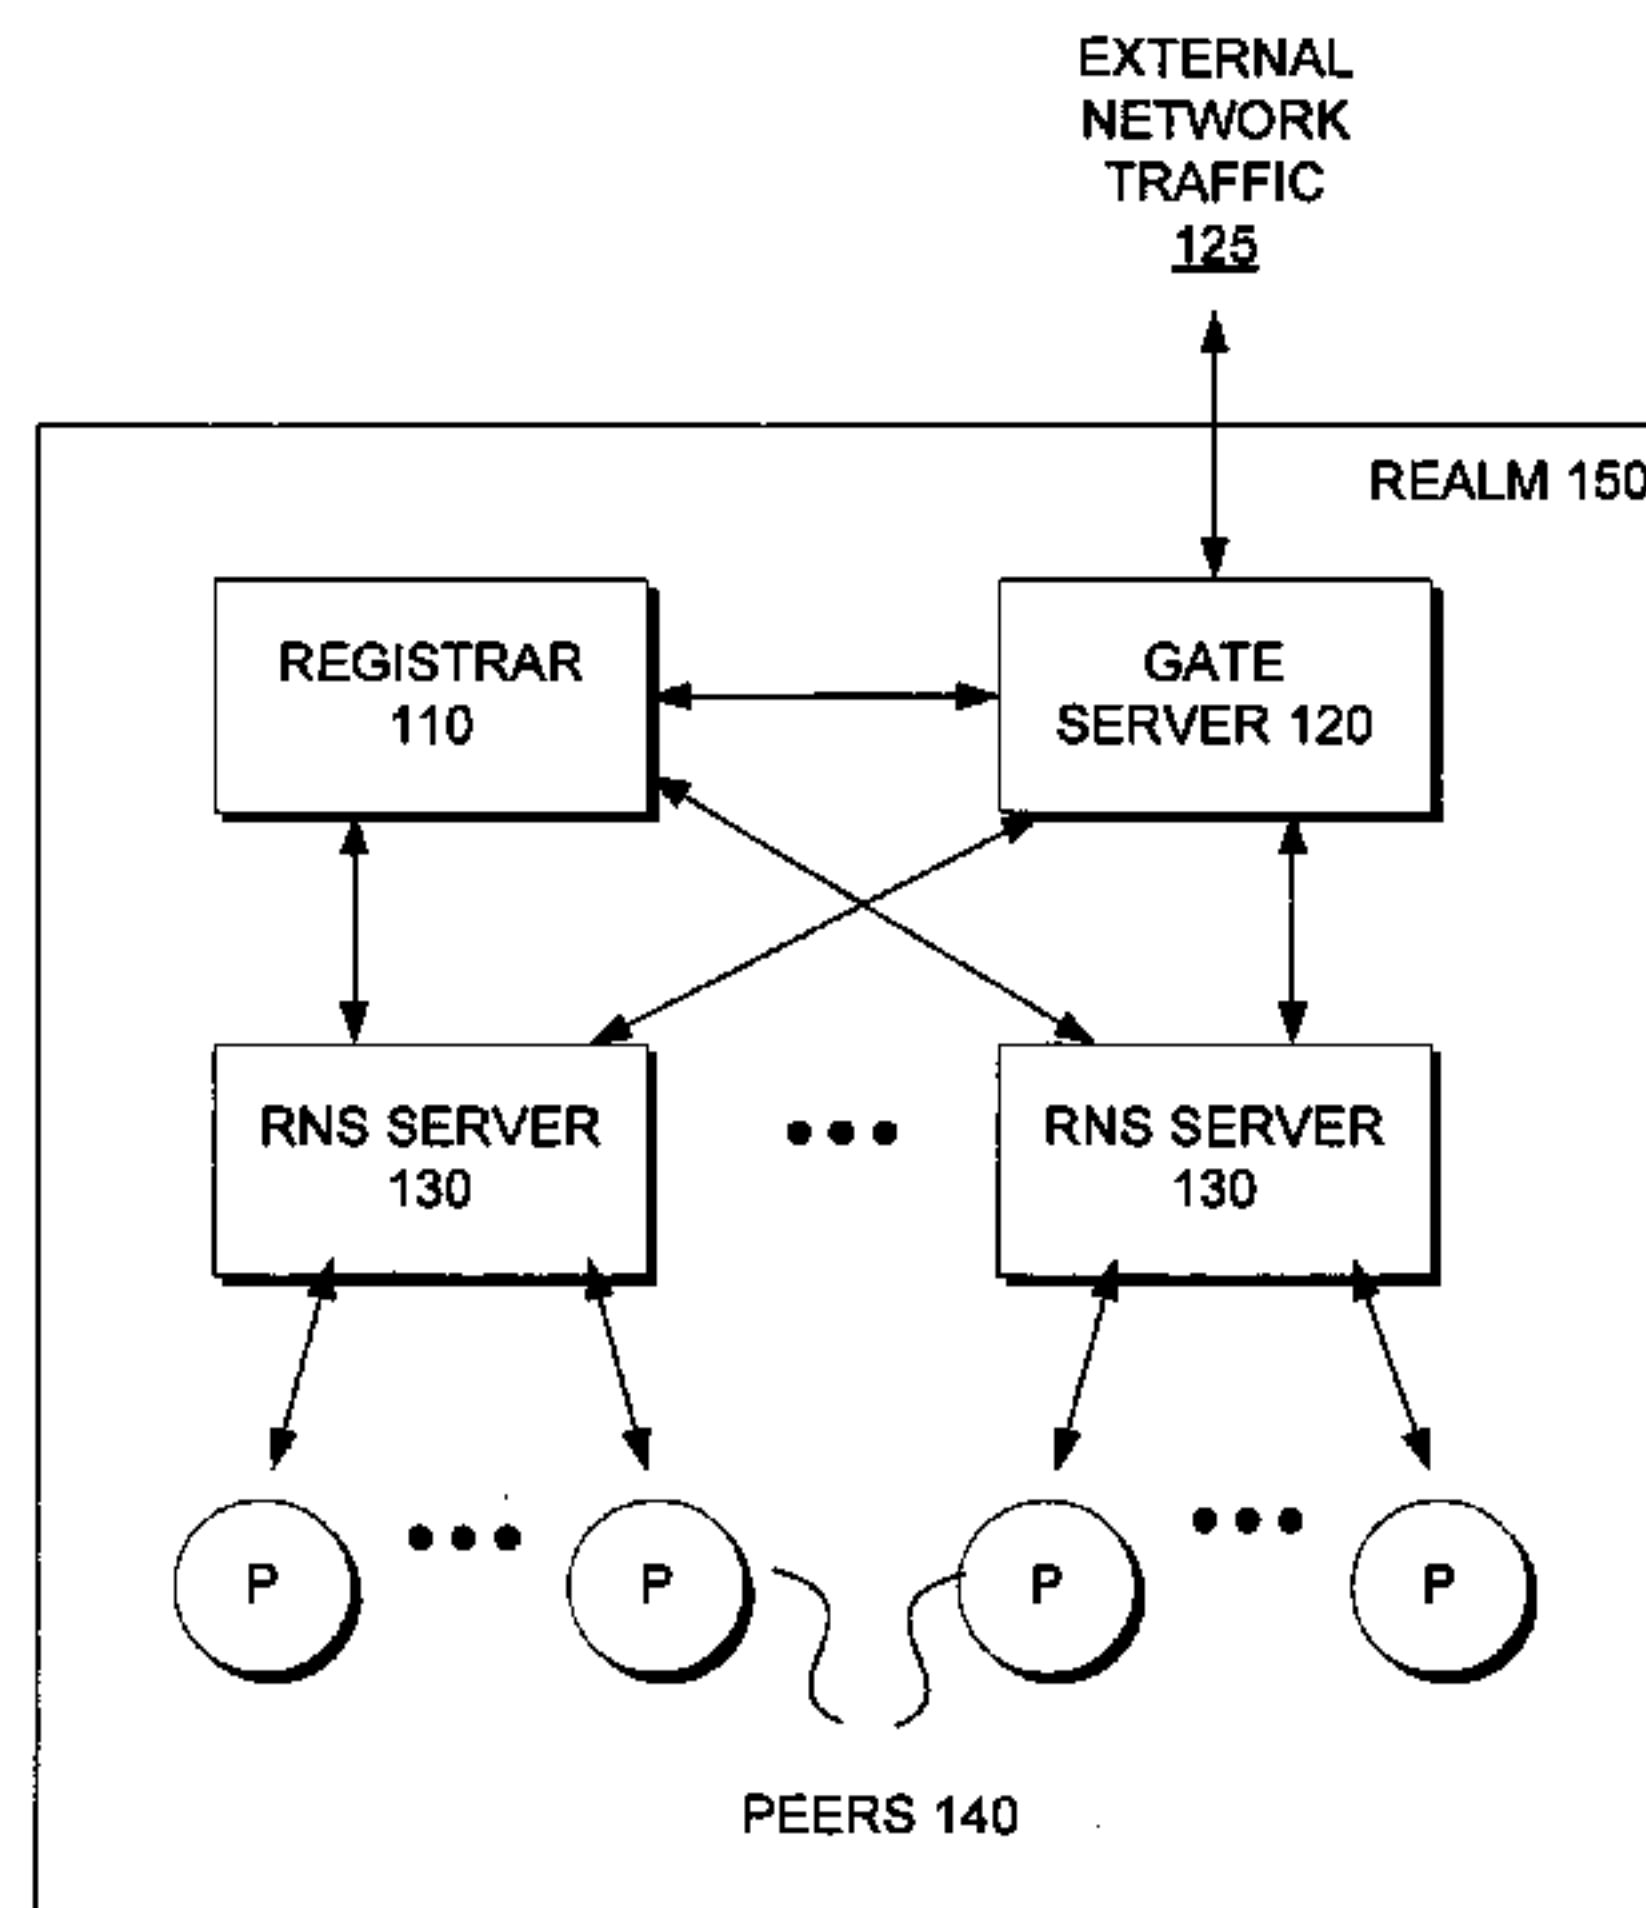 EXTERNAL
NETWORK
TRAFFIC
125
REALM 150
REGISTRAR
110
GATE
SERVER 120
RNS SERVER
130
RNS SERVER
130
P
P
P
P
PEERS 140